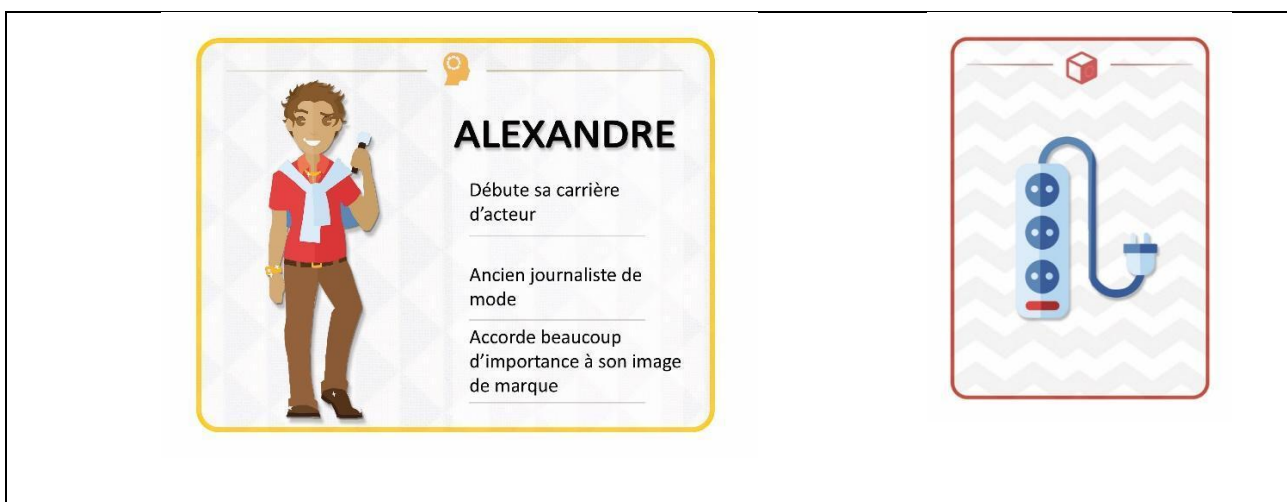 ALEXANDRE
Débute sa carrière
d’acteur
Ancien journaliste de
mode
Accorde beaucoup
d’importance à son image
de marque